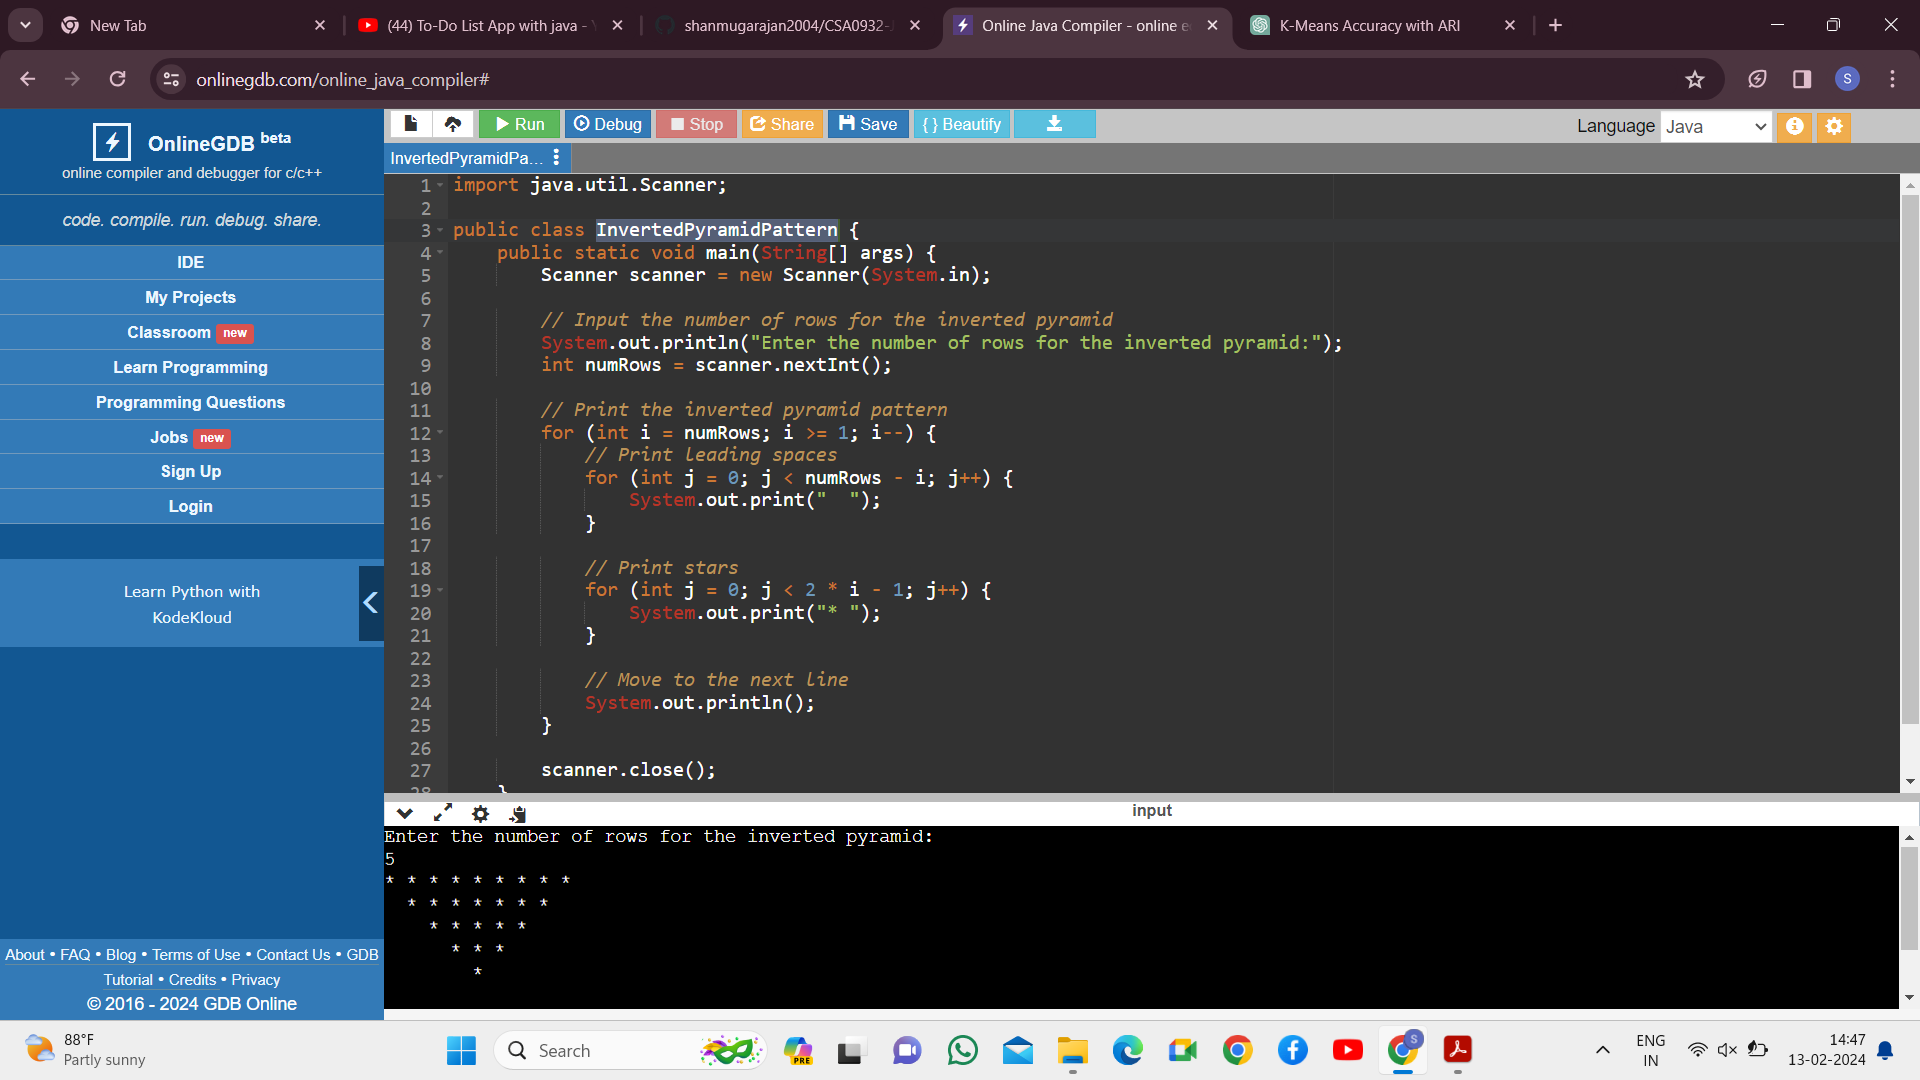 New Tab
(44) To-Do List App with java -
shanmugarajan2004/CSA0932-
Online Java Compiler - online e
K-Means Accuracy with ARI
onlinegdb.com/online_java_compiler#
S
OnlineGDB beta
online compiler and debugger for c/c++
code. compile. run. debug. share.
IDE
My Projects
Classroom new
Learn Programming
Programming Questions
Jobs new
Sign Up
Login
Learn Python with
KodeKloud
About • FAQ • Blog • Terms of Use • Contact Us • GDB
Tutorial • Credits • Privacy
© 2016 - 2024 GDB Online
Run Debug Stop Share Save { } Beautify
Language Java
InvertedPyramidPa...
1 import java.util.Scanner;
2
3 public class InvertedPyramidPattern {
4     public static void main(String[] args) {
5         Scanner scanner = new Scanner(System.in);
6
7         // Input the number of rows for the inverted pyramid
8         System.out.println("Enter the number of rows for the inverted pyramid:");
9         int numRows = scanner.nextInt();
10
11         // Print the inverted pyramid pattern
12         for (int i = numRows; i >= 1; i--) {
13             // Print leading spaces
14             for (int j = 0; j < numRows - i; j++) {
15                 System.out.print("  ");
16             }
17
18             // Print stars
19             for (int j = 0; j < 2 * i - 1; j++) {
20                 System.out.print("* ");
21             }
22
23             // Move to the next line
24             System.out.println();
25         }
26
27         scanner.close();
28     }
input
Enter the number of rows for the inverted pyramid:
5
* * * * * * * * *
  * * * * * * *
    * * * * *
      * * *
        *
88°F
Partly sunny
Search
PRE
S
ENG
IN
14:47
13-02-2024